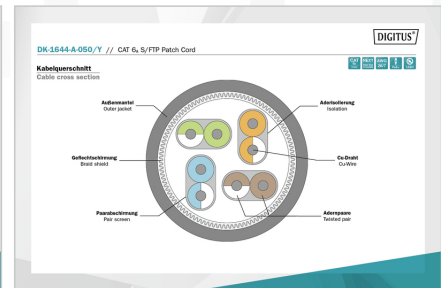 DIGITUS®
DK-1644-A-050/Y // CAT 6A S/FTP Patch Cord
Kabelquerschnitt
Cable cross section
Außenmantel
Outer jacket
Aderisolierung
Isolation
Geflechtschirmung
Braid shield
Cu-Draht
Cu-Wire
Paarabschirmung
Pair screen
Adernpaare
Twisted pair